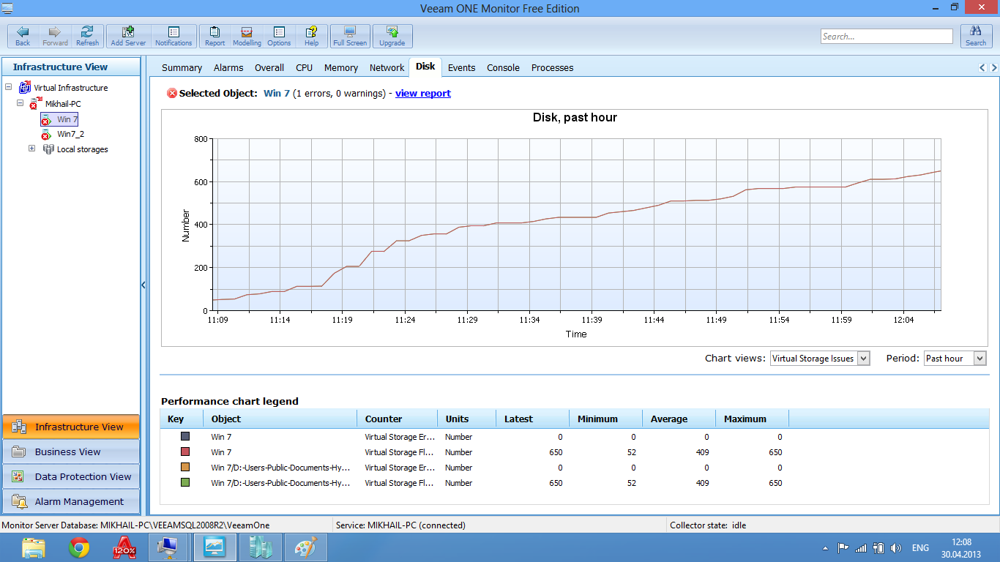 Veeam ONE Monitor Free Edition
Back Forward Refresh Add Server Notifications Report Modelling Options Help Full Screen Upgrade Search... Search
Infrastructure View
Summary Alarms Overall CPU Memory Network Disk Events Console Processes
Virtual Infrastructure
Mikhail-PC
Win 7
Win7_2
Local storages
Selected Object: Win 7 (1 errors, 0 warnings) - view report
Disk, past hour
Number
800
600
400
200
0
11:09 11:14 11:19 11:24 11:29 11:34 11:39 11:44 11:49 11:54 11:59 12:04
Time
Chart views: Virtual Storage Issues Period: Past hour
Performance chart legend
Key Object Counter Units Latest Minimum Average Maximum
Win 7 Virtual Storage Er... Number 0 0 0 0
Win 7 Virtual Storage Fl... Number 650 52 409 650
Win 7/D:-Users-Public-Documents-Hy... Virtual Storage Er... Number 0 0 0 0
Win 7/D:-Users-Public-Documents-Hy... Virtual Storage Fl... Number 650 52 409 650
Infrastructure View
Business View
Data Protection View
Alarm Management
Monitor Server Database: MIKHAIL-PC\VEEAMSQL2008R2\VeeamOne Service: MIKHAIL-PC (connected) Collector state: idle
120%
ENG
12:08
30.04.2013